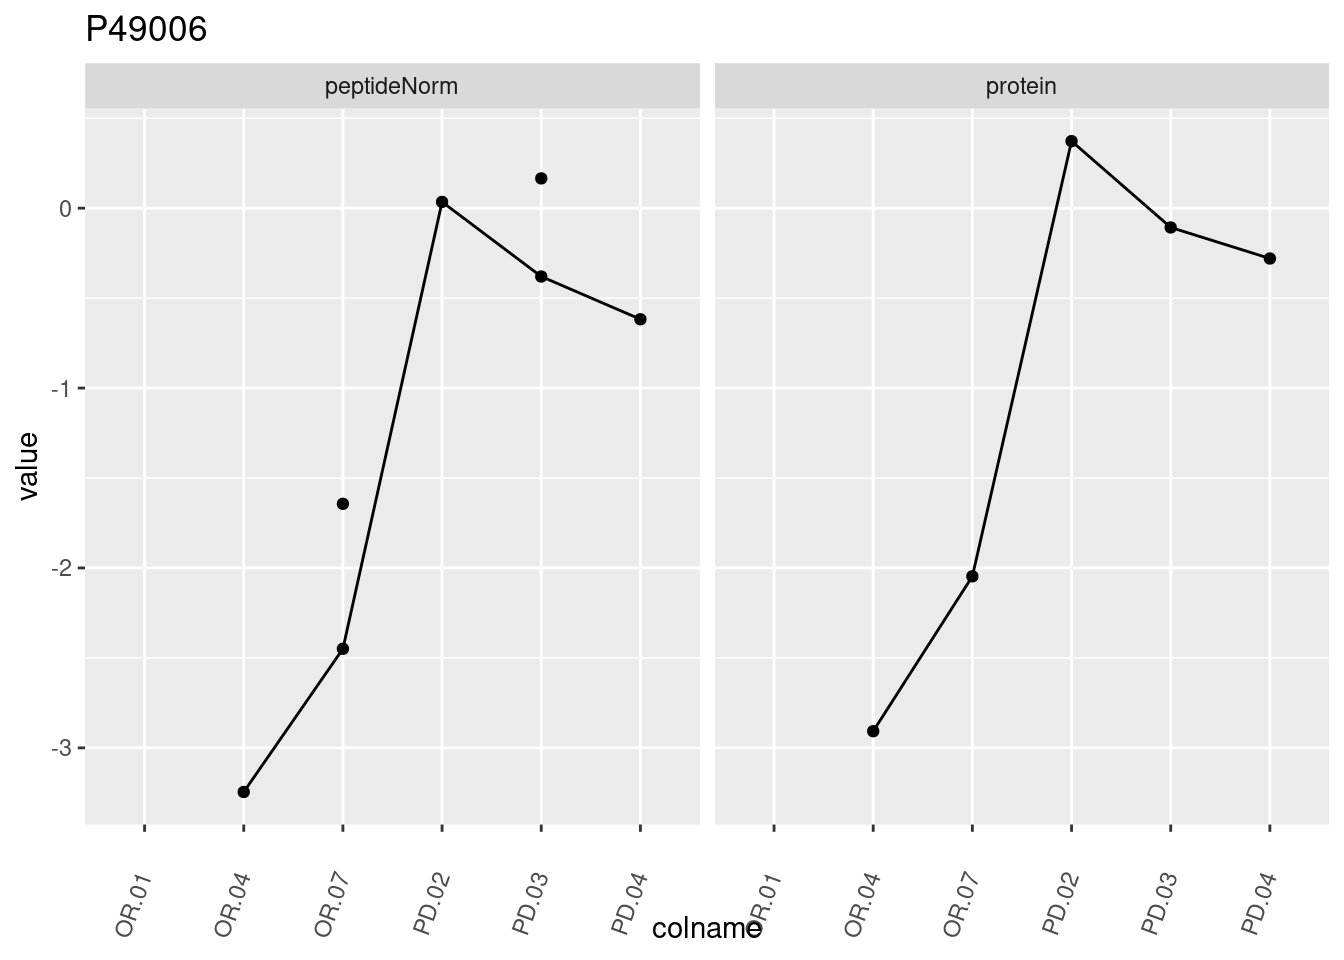 P49006
peptideNorm
protein
value
0
-1
-2
-3
OR.01
OR.04
OR.07
PD.02
PD.03
PD.04
OR.01
OR.04
OR.07
PD.02
PD.03
PD.04
colname